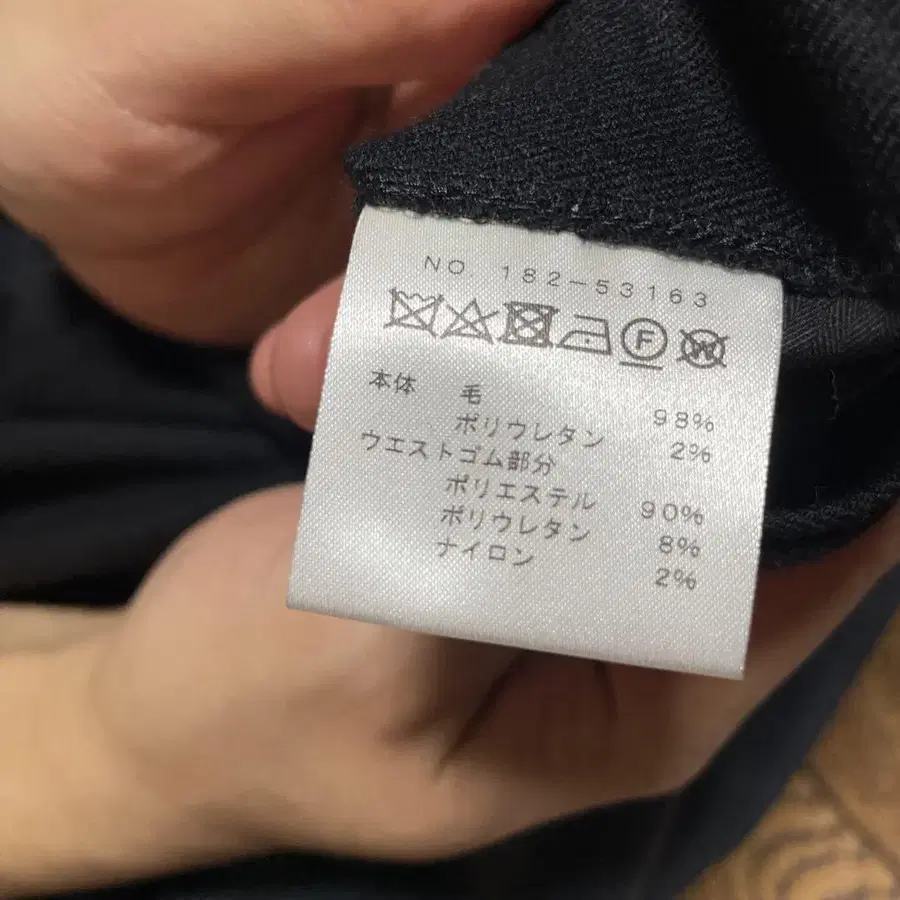 NO 182-53163
F W
本体 毛 98%
ポリウレタン 2%
ウエストゴム部分
ポリエステル 90%
ポリウレタン 8%
ナイロン 2%